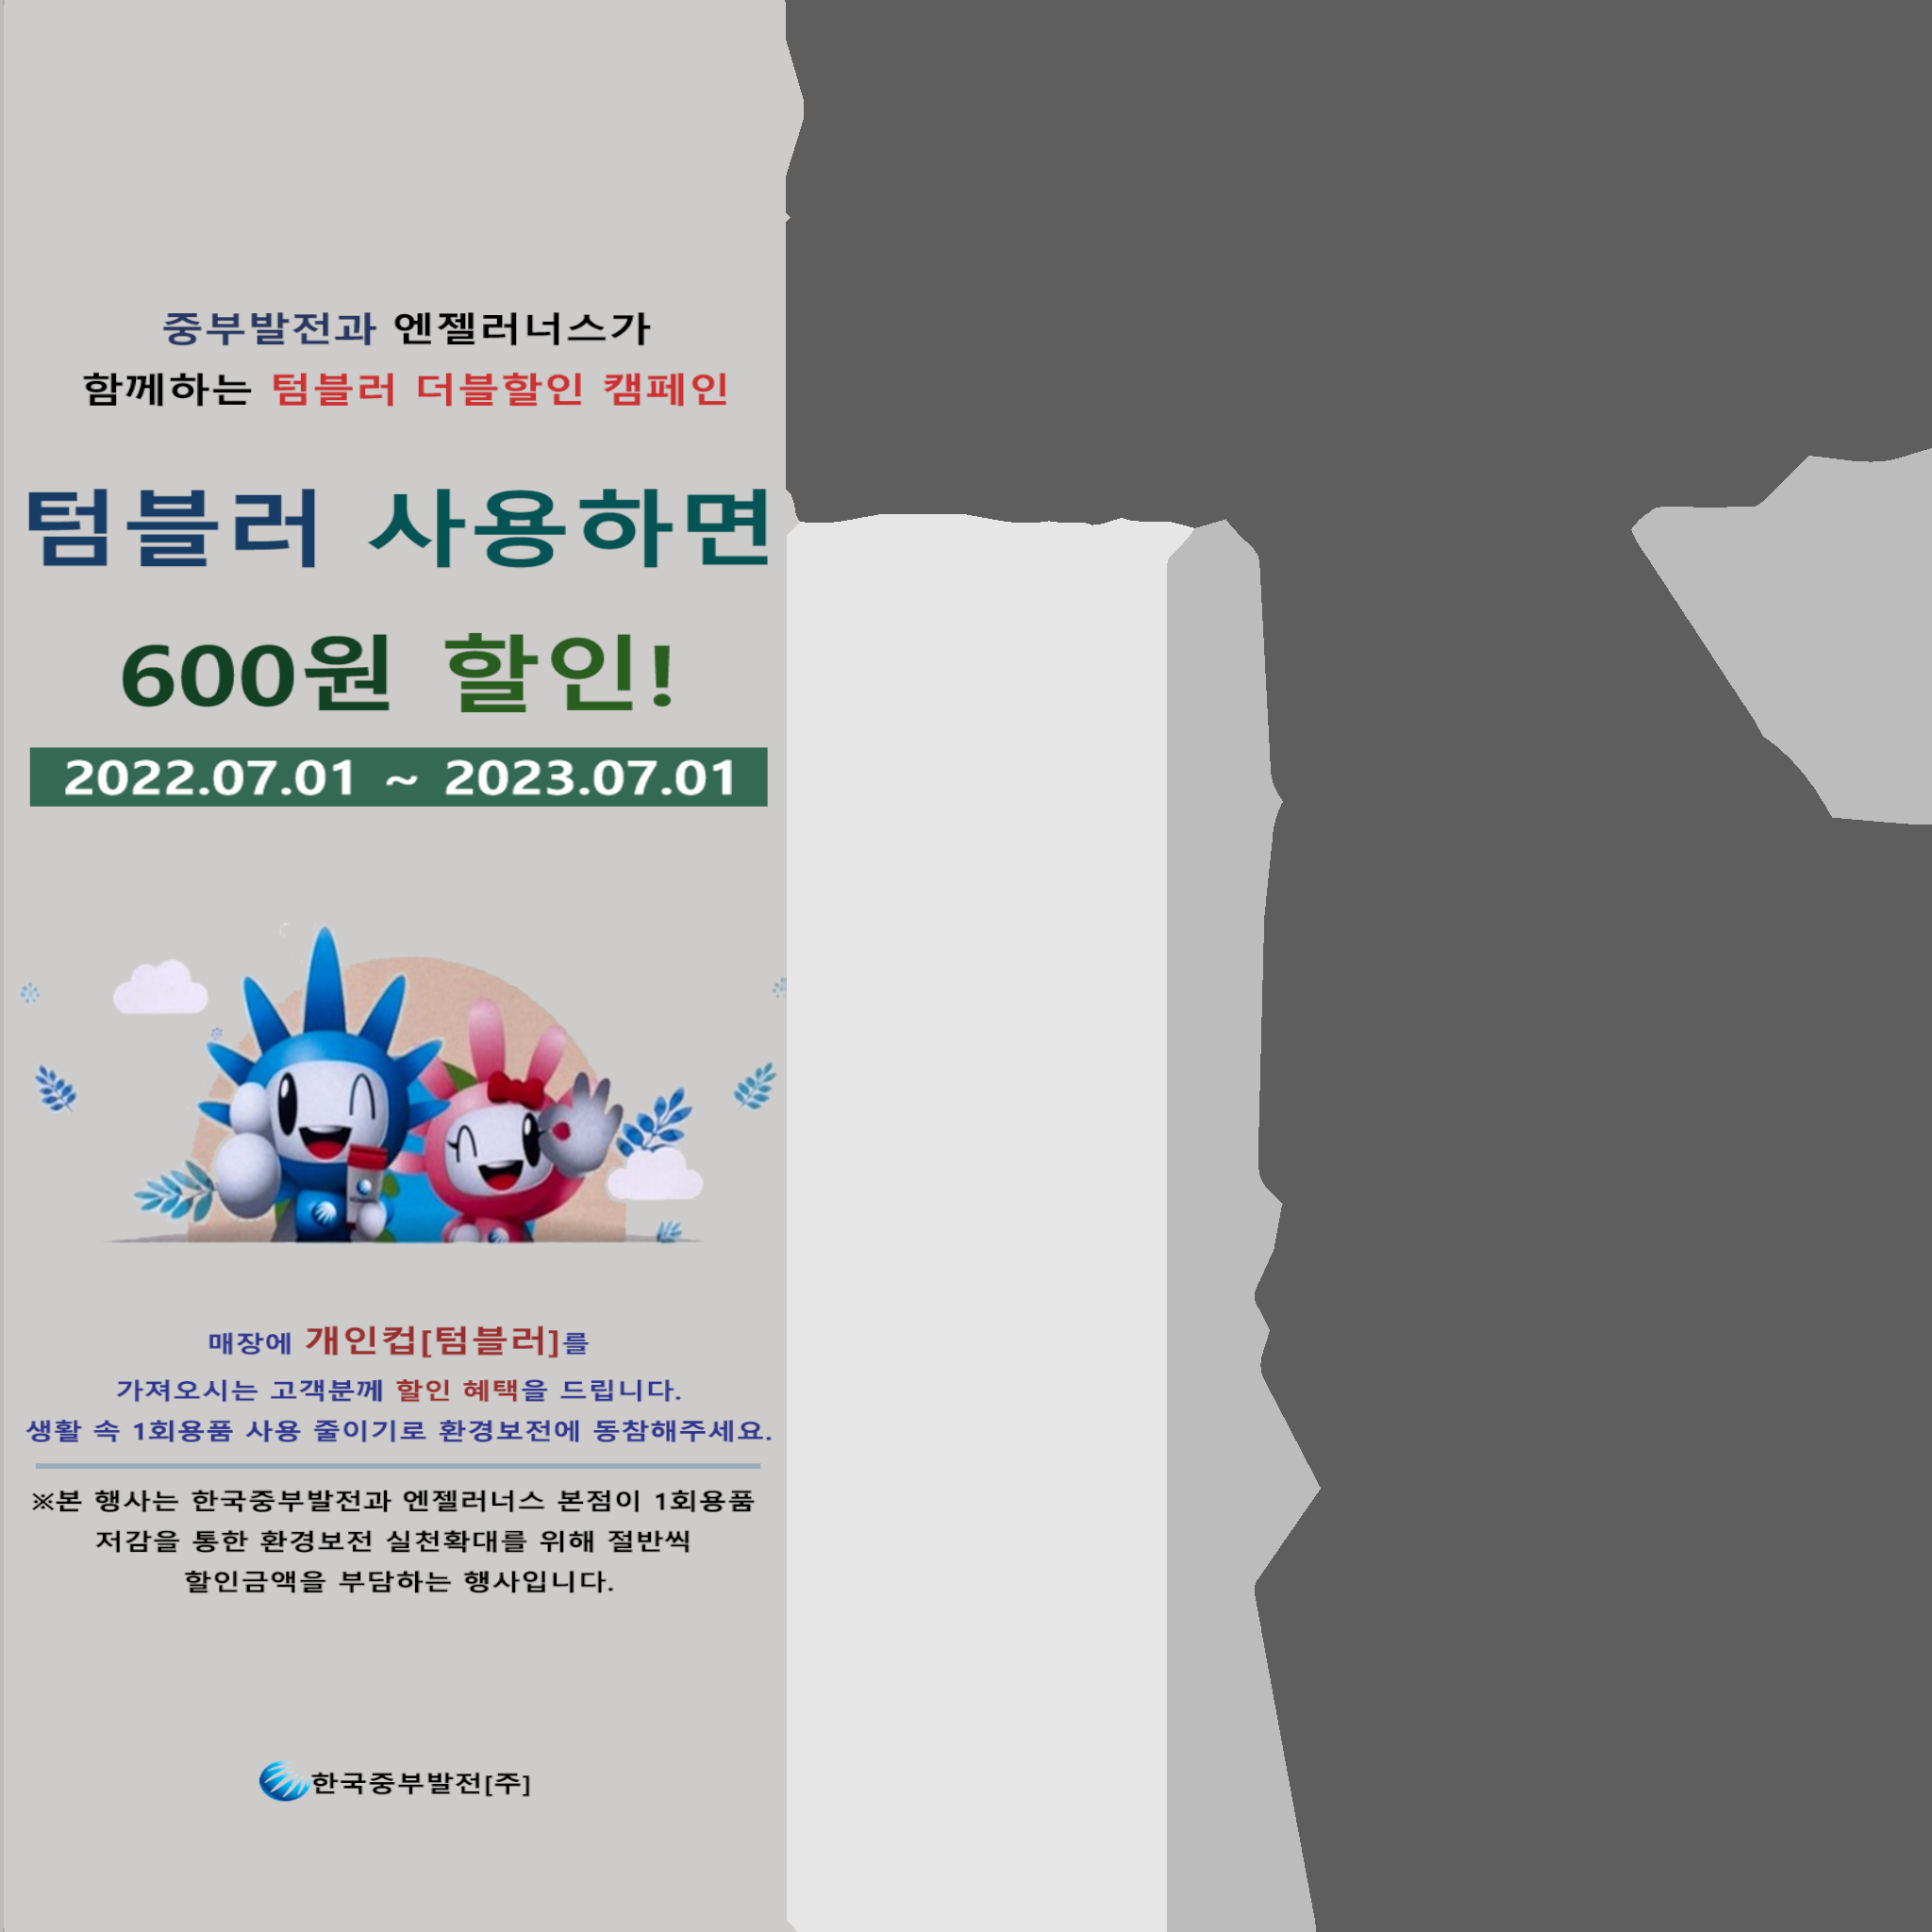 중부발전과 엔젤러너스가
함께하는 텀블러 더블할인 캠페인
텀블러 사용하면
600원 할인!
2022.07.01 ~ 2023.07.01
매장에 개인컵[텀블러]를
가져오시는 고객분께 할인 혜택을 드립니다.
생활 속 1회용품 사용 줄이기로 환경보전에 동참해주세요.
※본 행사는 한국중부발전과 엔젤러너스 본점이 1회용품
저감을 통한 환경보전 실천확대를 위해 절반씩
할인금액을 부담하는 행사입니다.
한국중부발전[주]